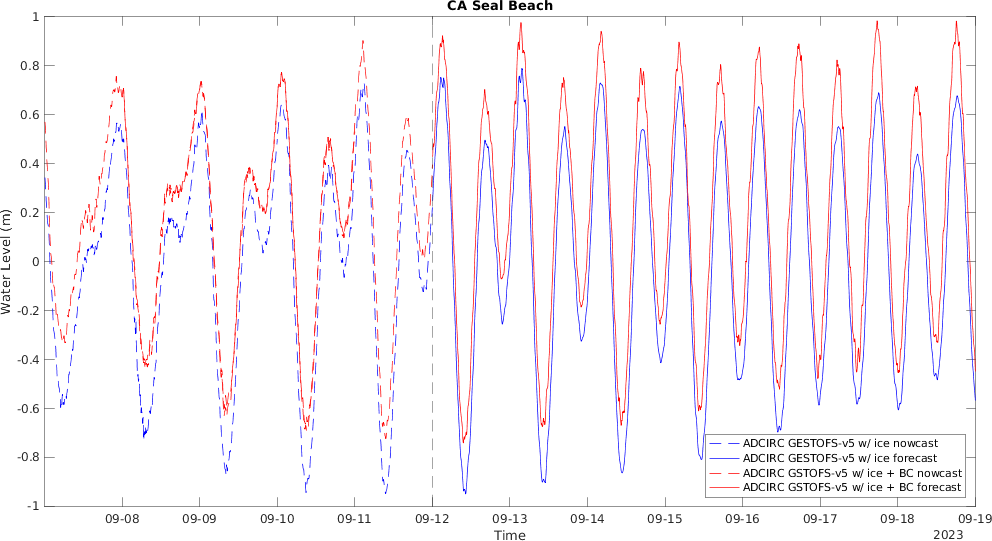 CA Seal Beach
Water Level (m)
1
0.8
0.6
0.4
0.2
0
-0.2
-0.4
-0.6
-0.8
-1
ADCIRC GESTOFS-v5 w/ ice nowcast
ADCIRC GESTOFS-v5 w/ ice forecast
ADCIRC GSTOFS-v5 w/ ice + BC nowcast
ADCIRC GSTOFS-v5 w/ ice + BC forecast
09-08 09-09 09-10 09-11 09-12 09-13 09-14 09-15 09-16 09-17 09-18 09-19
Time
2023